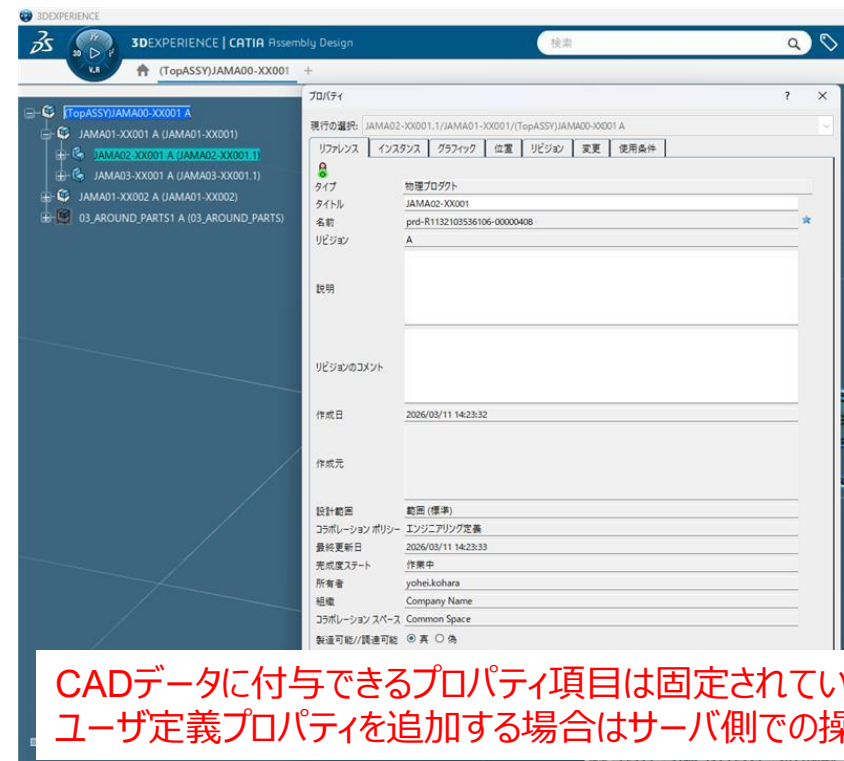 3DEXPERIENCE
3DEXPERIENCE | CATIA Assembly Design
検索
3D
V.R
(TopASSY)JAMA00-XX001
(TopASSY)JAMA00-XX001 A
JAMA01-XX001 A (JAMA01-XX001)
JAMA02-XX001 A (JAMA02-XX001.1)
JAMA03-XX001 A (JAMA03-XX001.1)
JAMA01-XX002 A (JAMA01-XX002)
03_AROUND_PARTS1 A (03_AROUND_PARTS)
プロパティ
現行の選択: JAMA02-XX001.1/JAMA01-XX001/(TopASSY)JAMA00-XX001 A
リファレンス インスタンス グラフィック 位置 リビジョン 変更 使用条件
タイプ 物理プロダクト
タイトル JAMA02-XX001
名前 prd-R1132103536106-00000408
リビジョン A
説明
リビジョンのコメント
作成日 2026/03/11 14:23:32
作成元
設計範囲 範囲 (標準)
コラボレーション ポリシー エンジニアリング定義
最終更新日 2026/03/11 14:23:33
完成度ステート 作業中
所有者 yohei.kohara
組織 Company Name
コラボレーション スペース Common Space
製造可能//調達可能 真 偽
CADデータに付与できるプロパティ項目は固定されてい
ユーザ定義プロパティを追加する場合はサーバ側での操